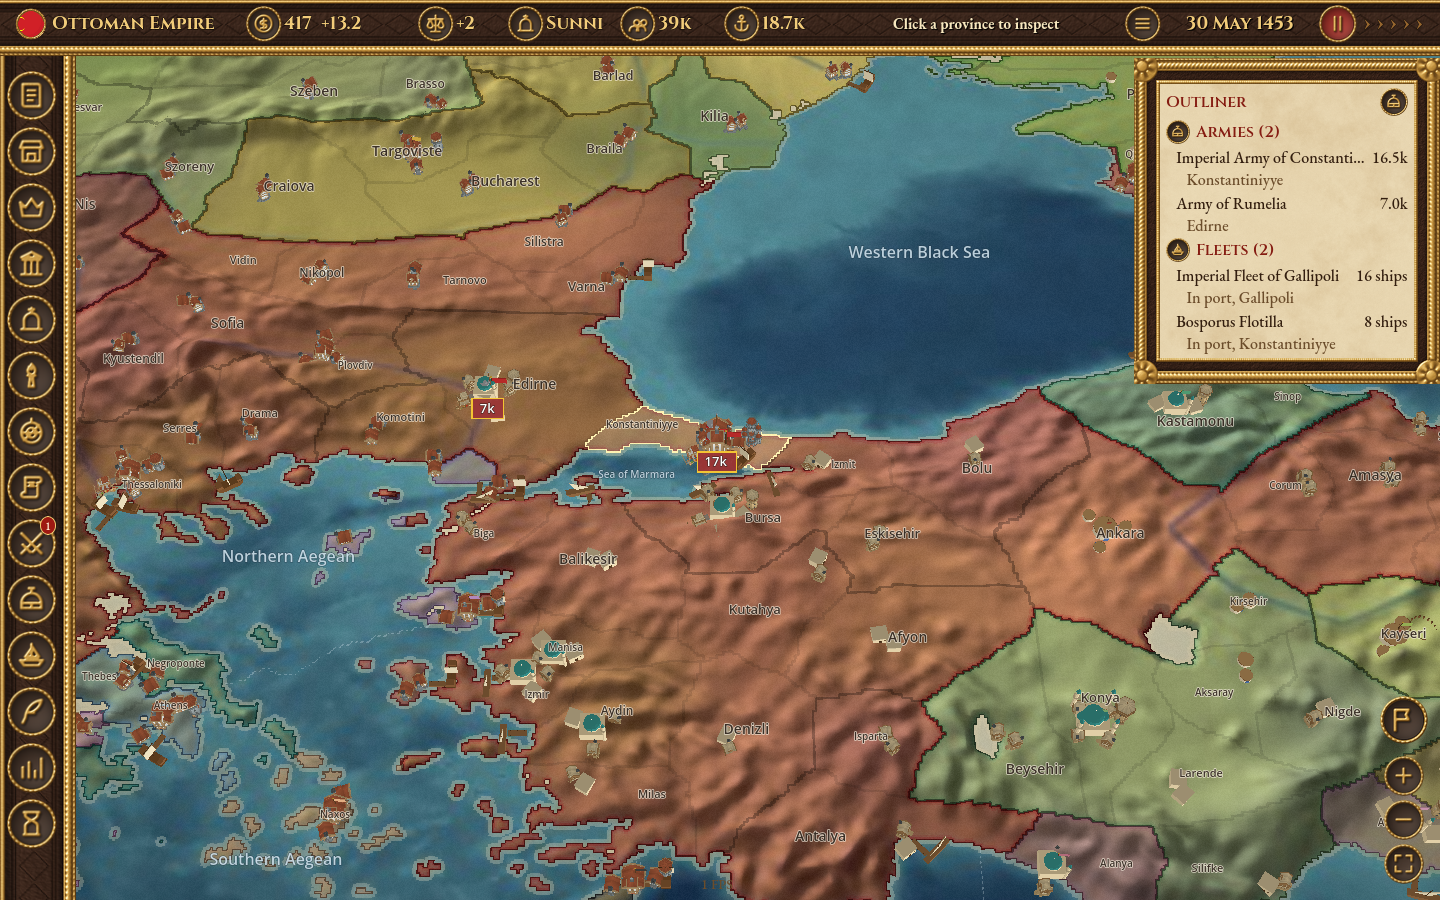 OTTOMAN EMPIRE
417 +13.2
+2
SUNNI
39K
18.7K
Click a province to inspect
30 MAY 1453
OUTLINER
ARMIES (2)
Imperial Army of Constanti... 16.5k
Konstantiniyye
Army of Rumelia 7.0k
Edirne
FLEETS (2)
Imperial Fleet of Gallipoli 16 ships
In port, Gallipoli
Bosporus Flotilla 8 ships
In port, Konstantiniyye
1
Szeben
Brasso
Barlad
esvar
Kilia
Targoviste
Braila
Szoreny
Craiova
Bucharest
Nis
Silistra
Vidin
Nikopol
Tarnovo
Varna
Western Black Sea
Sofia
Kyustendil
Plovdiv
Edirne
7k
Sinop
Kastamonu
Drama
Komotini
Serres
Konstantiniyye
17k
Izmit
Bolu
Sea of Marmara
Thessaloniki
Corum
Amasya
Bursa
Biga
Eskisehir
Ankara
Northern Aegean
Balikesir
Kutahya
Kirsehir
Afyon
Kayseri
Manisa
Negroponte
Thebes
Izmir
Athens
Aksaray
Konya
Aydin
Nigde
Denizli
Isparta
Beysehir
Larende
Milas
Naxos
Antalya
Southern Aegean
Alanya
Silifke